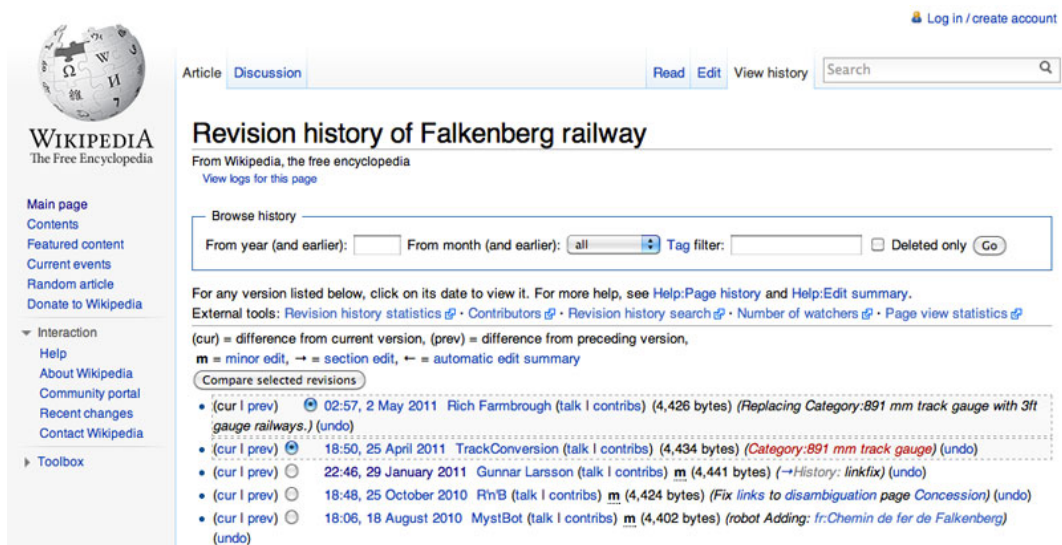 Log in / create account
Article Discussion Read Edit View history Search
WIKIPEDIA
The Free Encyclopedia
Main page
Contents
Featured content
Current events
Random article
Donate to Wikipedia
Interaction
Help
About Wikipedia
Community portal
Recent changes
Contact Wikipedia
Toolbox
Revision history of Falkenberg railway
From Wikipedia, the free encyclopedia
View logs for this page
Browse history
From year (and earlier): From month (and earlier): all Tag filter: Deleted only Go
For any version listed below, click on its date to view it. For more help, see Help:Page history and Help:Edit summary.
External tools: Revision history statistics · Contributors · Revision history search · Number of watchers · Page view statistics
(cur) = difference from current version, (prev) = difference from preceding version,
m = minor edit, → = section edit, ← = automatic edit summary
Compare selected revisions
• (cur | prev) 02:57, 2 May 2011 Rich Farmbrough (talk | contribs) (4,426 bytes) (Replacing Category:891 mm track gauge with 3ft
gauge railways.) (undo)
• (cur | prev) 18:50, 25 April 2011 TrackConversion (talk | contribs) (4,434 bytes) (Category:891 mm track gauge) (undo)
• (cur | prev) 22:46, 29 January 2011 Gunnar Larsson (talk | contribs) m (4,441 bytes) (→History: linkfix) (undo)
• (cur | prev) 18:48, 25 October 2010 R'n'B (talk | contribs) m (4,424 bytes) (Fix links to disambiguation page Concession) (undo)
• (cur | prev) 18:06, 18 August 2010 MystBot (talk | contribs) m (4,402 bytes) (robot Adding: fr:Chemin de fer de Falkenberg)
(undo)